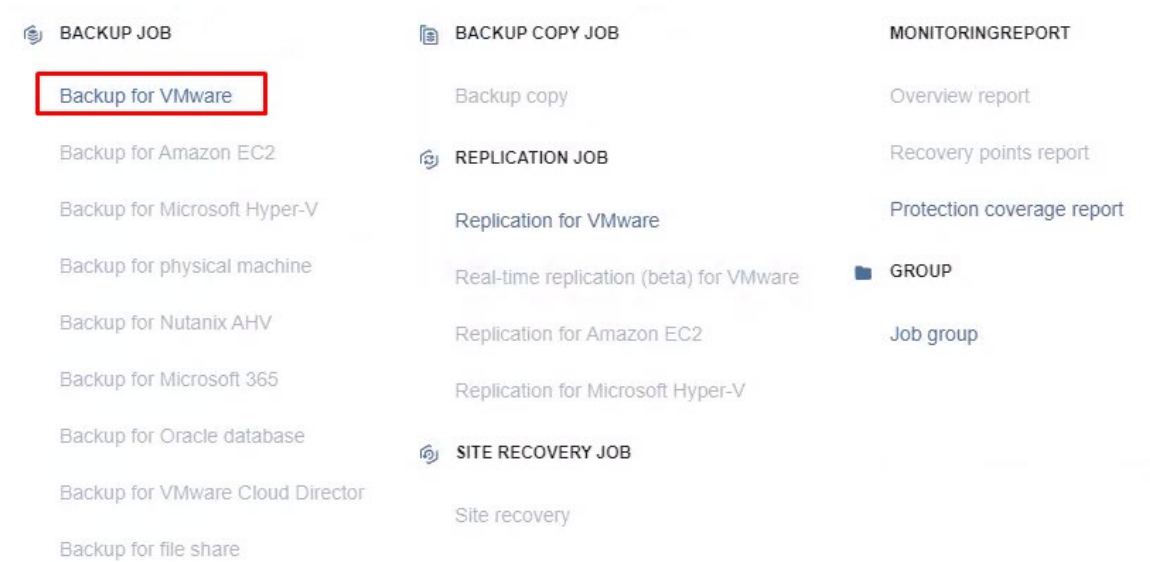 BACKUP JOB
Backup for VMware
Backup for Amazon EC2
Backup for Microsoft Hyper-V
Backup for physical machine
Backup for Nutanix AHV
Backup for Microsoft 365
Backup for Oracle database
Backup for VMware Cloud Director
Backup for file share
BACKUP COPY JOB
Backup copy
REPLICATION JOB
Replication for VMware
Real-time replication (beta) for VMware
Replication for Amazon EC2
Replication for Microsoft Hyper-V
SITE RECOVERY JOB
Site recovery
MONITORINGREPORT
Overview report
Recovery points report
Protection coverage report
GROUP
Job group